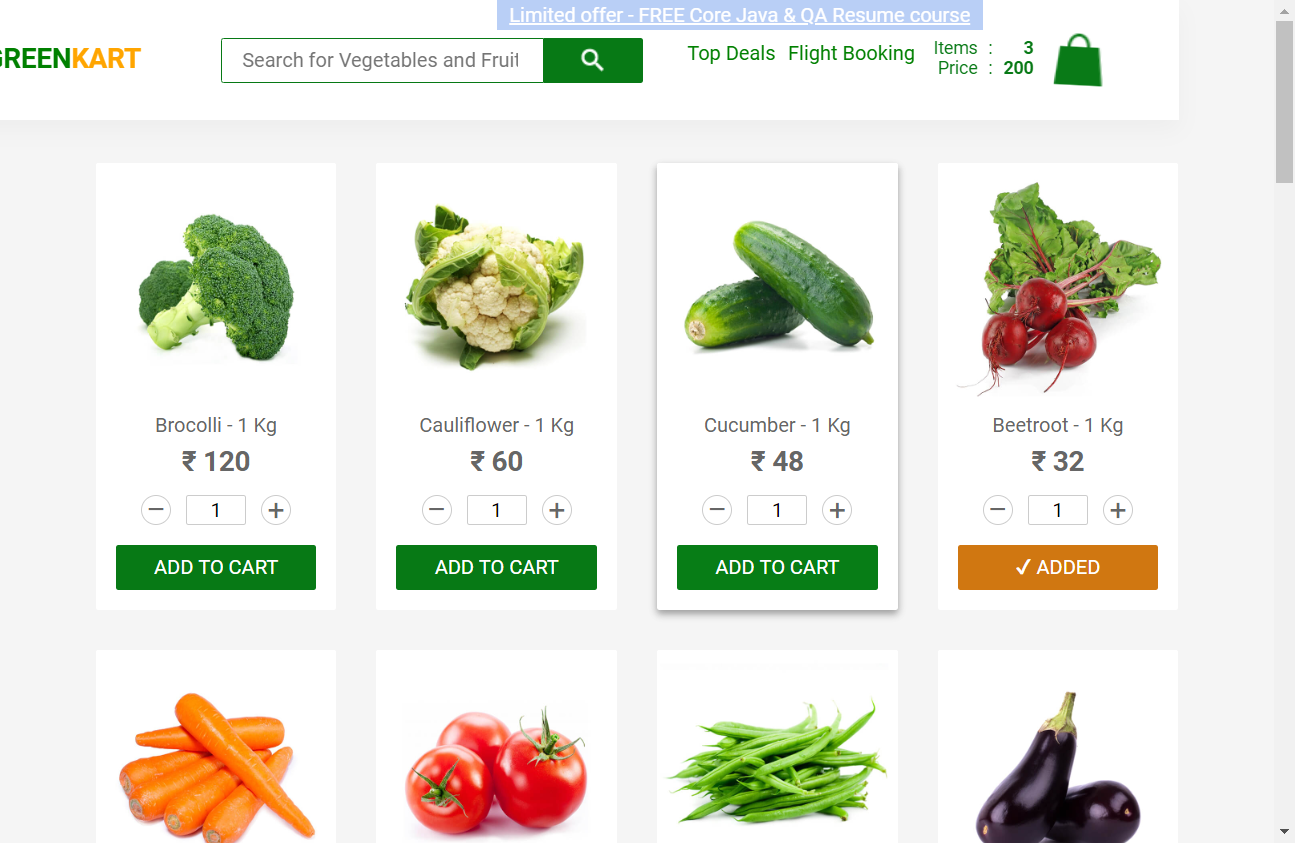 Limited offer - FREE Core Java & QA Resume course
GREENKART
Search for Vegetables and Fruit
Top Deals Flight Booking
Items : 3
Price : 200
Brocolli - 1 Kg
₹ 120
− 1 +
ADD TO CART
Cauliflower - 1 Kg
₹ 60
− 1 +
ADD TO CART
Cucumber - 1 Kg
₹ 48
− 1 +
ADD TO CART
Beetroot - 1 Kg
₹ 32
− 1 +
✓ ADDED